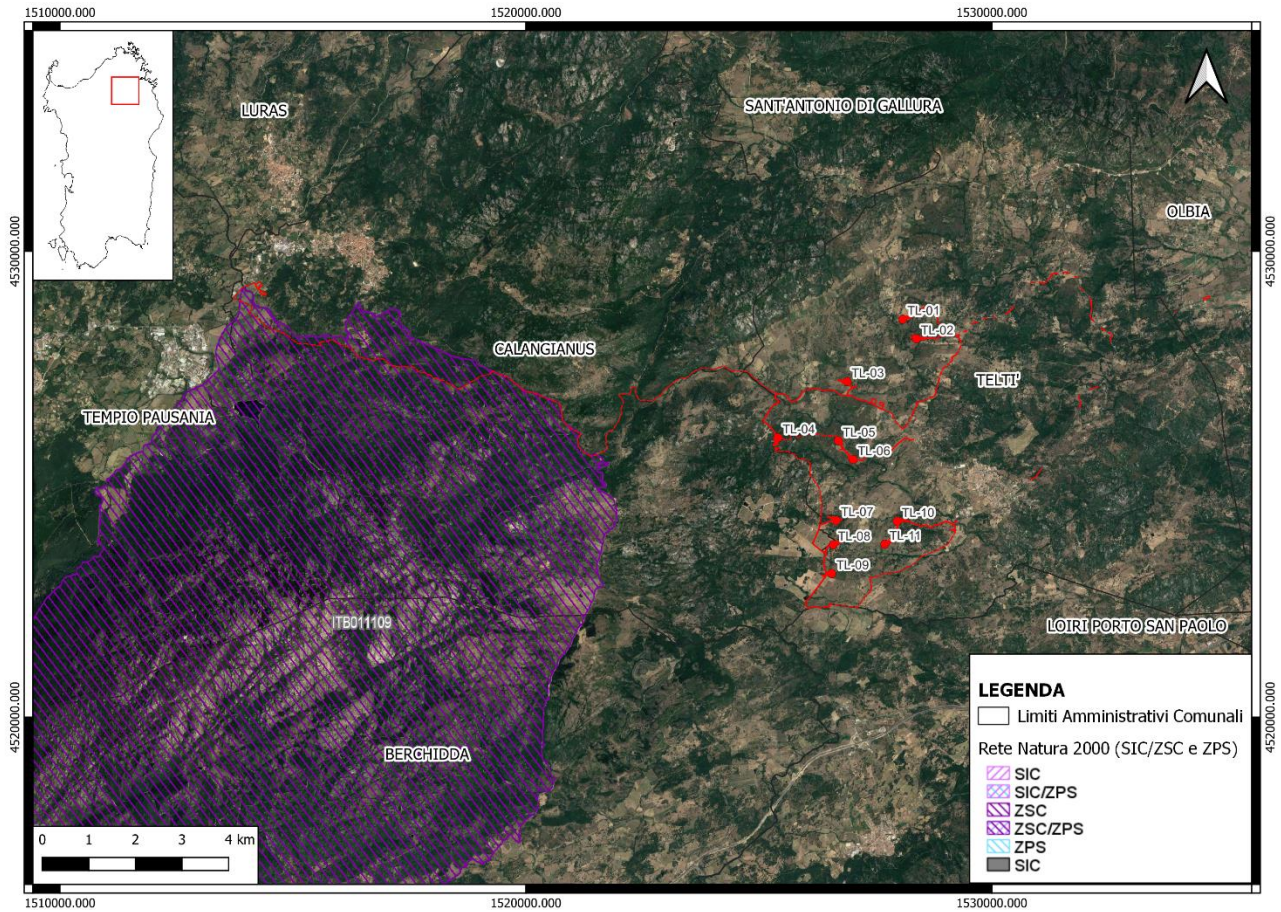 1510000.000
1520000.000
1530000.000
LURAS
SANT'ANTONIO DI GALLURA
OLBIA
4530000.000
4530000.000
TL-01
TL-02
CALANGIANUS
TL-03
TELTI'
TEMPIO PAUSANIA
TL-04
TL-05
TL-06
TL-07
TL-10
TL-08
TL-11
TL-09
ITB011109
LOIRI PORTO SAN PAOLO
BERCHIDDA
4520000.000
4520000.000
LEGENDA
Limiti Amministrativi Comunali
Rete Natura 2000 (SIC/ZSC e ZPS)
SIC
SIC/ZPS
ZSC
ZSC/ZPS
ZPS
SIC
0 1 2 3 4 km
1510000.000
1520000.000
1530000.000